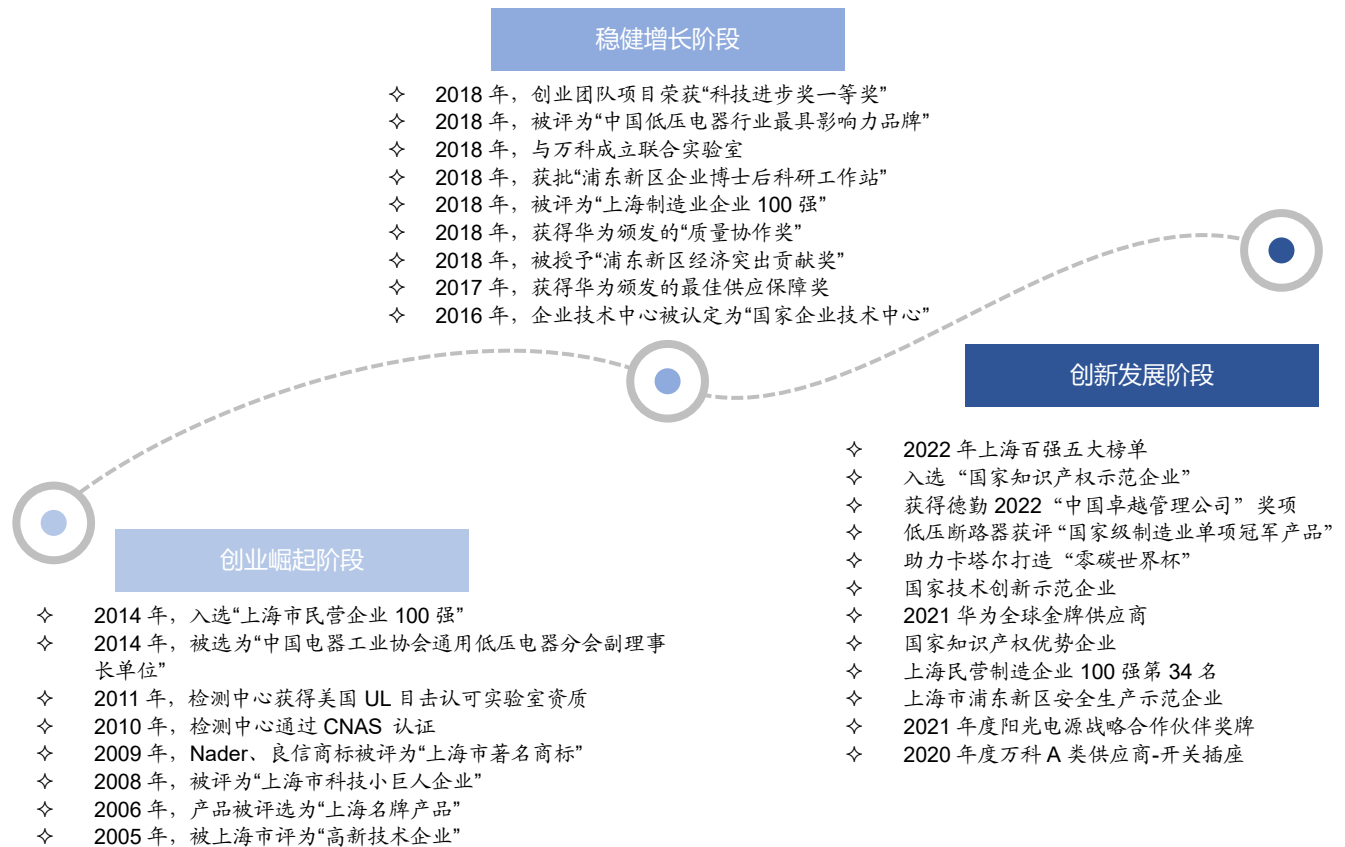 稳健增长阶段
✧ 2018 年，创业团队项目荣获“科技进步奖一等奖”
✧ 2018 年，被评为“中国低压电器行业最具影响力品牌”
✧ 2018 年，与万科成立联合实验室
✧ 2018 年，获批“浦东新区企业博士后科研工作站”
✧ 2018 年，被评为“上海制造业企业 100 强”
✧ 2018 年，获得华为颁发的“质量协作奖”
✧ 2018 年，被授予“浦东新区经济突出贡献奖”
✧ 2017 年，获得华为颁发的最佳供应保障奖
✧ 2016 年，企业技术中心被认定为“国家企业技术中心”
创新发展阶段
✧ 2022 年上海百强五大榜单
✧ 入选“国家知识产权示范企业”
✧ 获得德勤 2022“中国卓越管理公司”奖项
✧ 低压断路器获评“国家级制造业单项冠军产品”
✧ 助力卡塔尔打造“零碳世界杯”
✧ 国家技术创新示范企业
✧ 2021 华为全球金牌供应商
✧ 国家知识产权优势企业
✧ 上海民营制造企业 100 强第 34 名
✧ 上海市浦东新区安全生产示范企业
✧ 2021 年度阳光电源战略合作伙伴奖牌
✧ 2020 年度万科 A 类供应商-开关插座
创业崛起阶段
✧ 2014 年，入选“上海市民营企业 100 强”
✧ 2014 年，被选为“中国电器工业协会通用低压电器分会副理事
长单位”
✧ 2011 年，检测中心获得美国 UL 目击认可实验室资质
✧ 2010 年，检测中心通过 CNAS 认证
✧ 2009 年，Nader、良信商标被评为“上海市著名商标”
✧ 2008 年，被评为“上海市科技小巨人企业”
✧ 2006 年，产品被评选为“上海名牌产品”
✧ 2005 年，被上海市评为“高新技术企业”